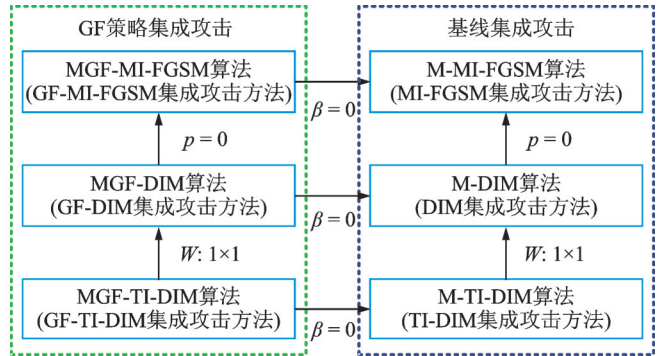 GF策略集成攻击
基线集成攻击
MGF-MI-FGSM算法
(GF-MI-FGSM集成攻击方法)
M-MI-FGSM算法
(MI-FGSM集成攻击方法)
β = 0
p = 0
p = 0
MGF-DIM算法
(GF-DIM集成攻击方法)
M-DIM算法
(DIM集成攻击方法)
β = 0
W: 1×1
W: 1×1
MGF-TI-DIM算法
(GF-TI-DIM集成攻击方法)
M-TI-DIM算法
(TI-DIM集成攻击方法)
β = 0